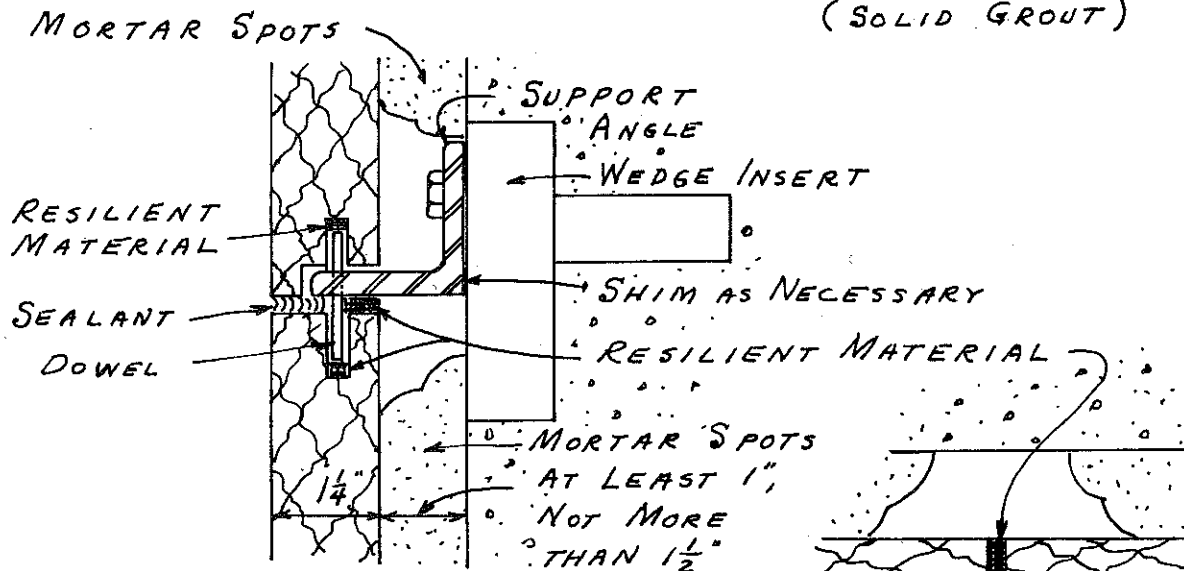 (SOLID GROUT)
MORTAR SPOTS
SUPPORT
ANGLE
WEDGE INSERT
RESILIENT
MATERIAL
SHIM AS NECESSARY
SEALANT
RESILIENT MATERIAL
DOWEL
MORTAR SPOTS
AT LEAST 1",
NOT MORE
THAN 1 1/2"
1 1/4"